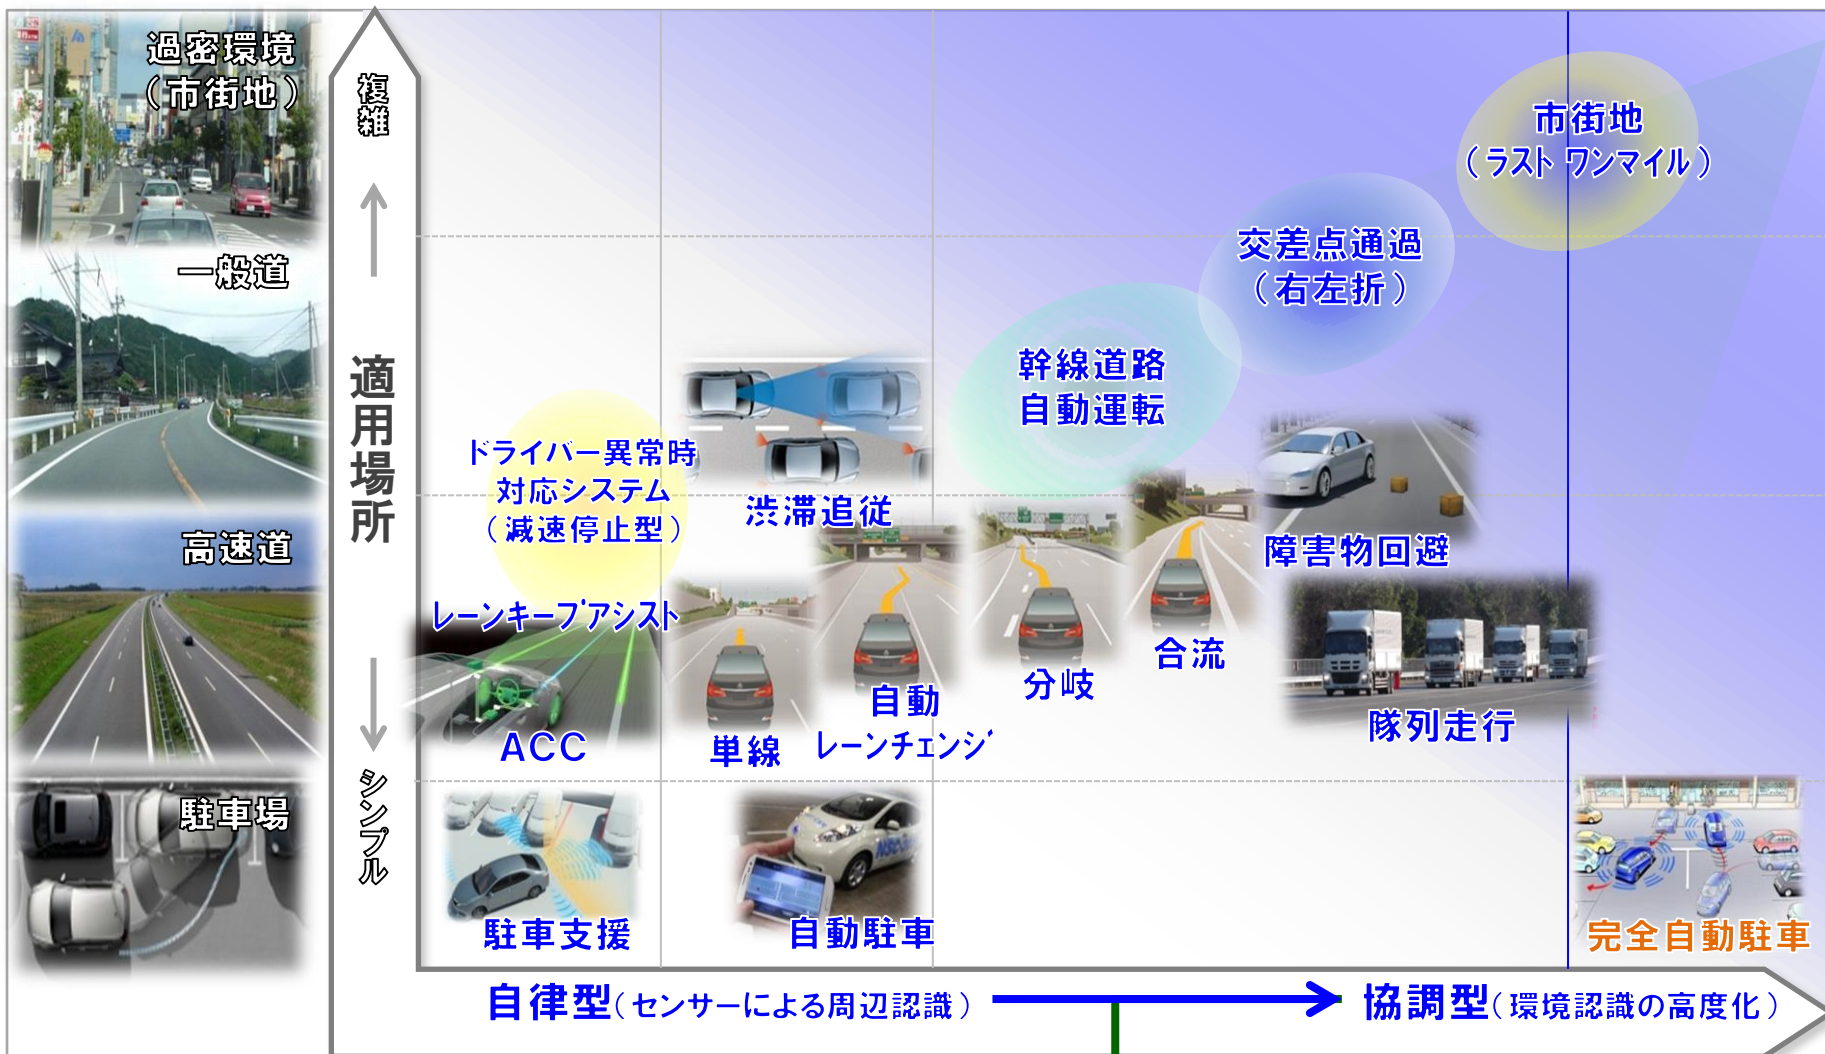 過密環境
（市街地）
一般道
高速道
駐車場
複雑
適用場所
シンプル
市街地
（ラストワンマイル）
交差点通過
（右左折）
幹線道路
自動運転
ドライバー異常時
対応システム
（減速停止型）
渋滞追従
障害物回避
レーンキープアシスト
ACC
単線
自動
レーンチェンジ
分岐
合流
隊列走行
駐車支援
自動駐車
完全自動駐車
自律型（センサーによる周辺認識）
協調型（環境認識の高度化）